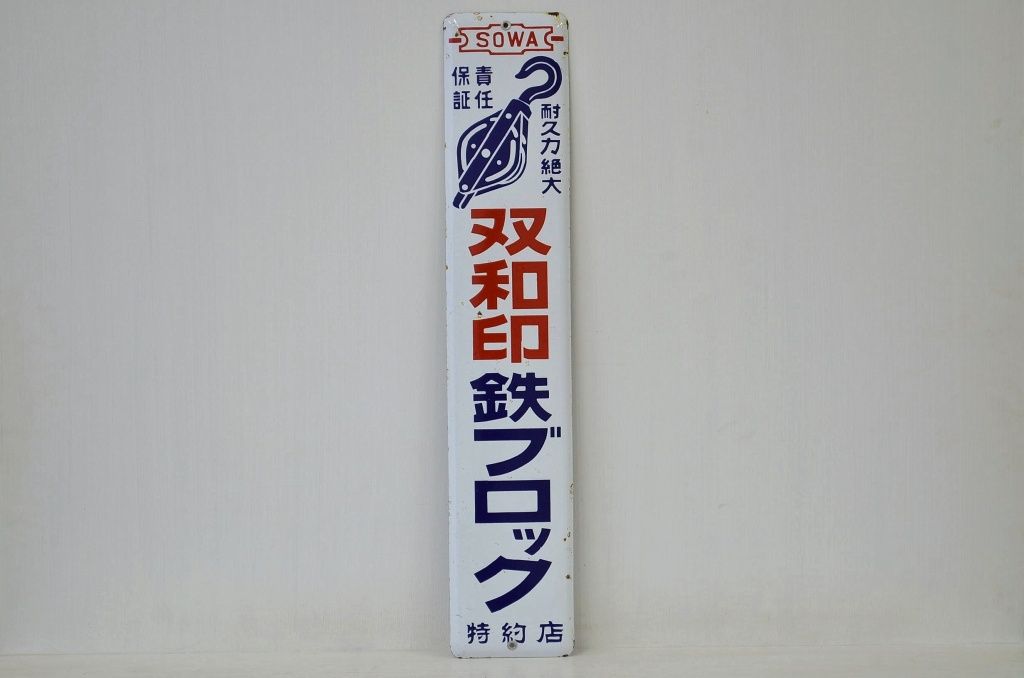 SOWA
責任
保証
耐久力絶大
双和印
鉄ブロック
特約店